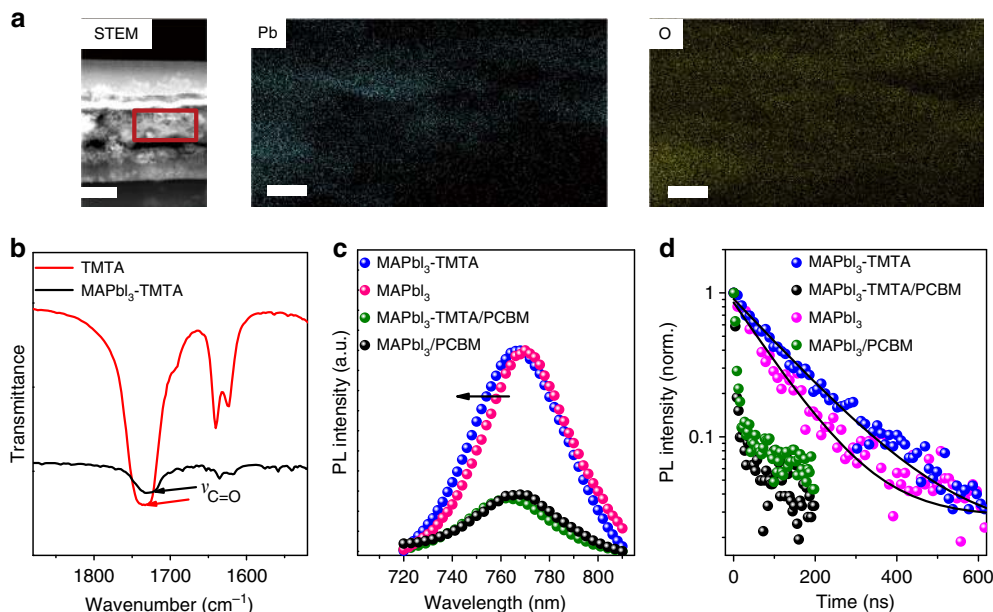 a
STEM
Pb
O
b
TMTA
MAPbI₃-TMTA
νC=O
Transmittance
1800 1700 1600
Wavenumber (cm⁻¹)
c
MAPbI₃-TMTA
MAPbI₃
MAPbI₃-TMTA/PCBM
MAPbI₃/PCBM
PL intensity (a.u.)
720 740 760 780 800
Wavelength (nm)
d
MAPbI₃-TMTA
MAPbI₃-TMTA/PCBM
MAPbI₃
MAPbI₃/PCBM
PL intensity (norm.)
1
0.1
0 200 400 600
Time (ns)